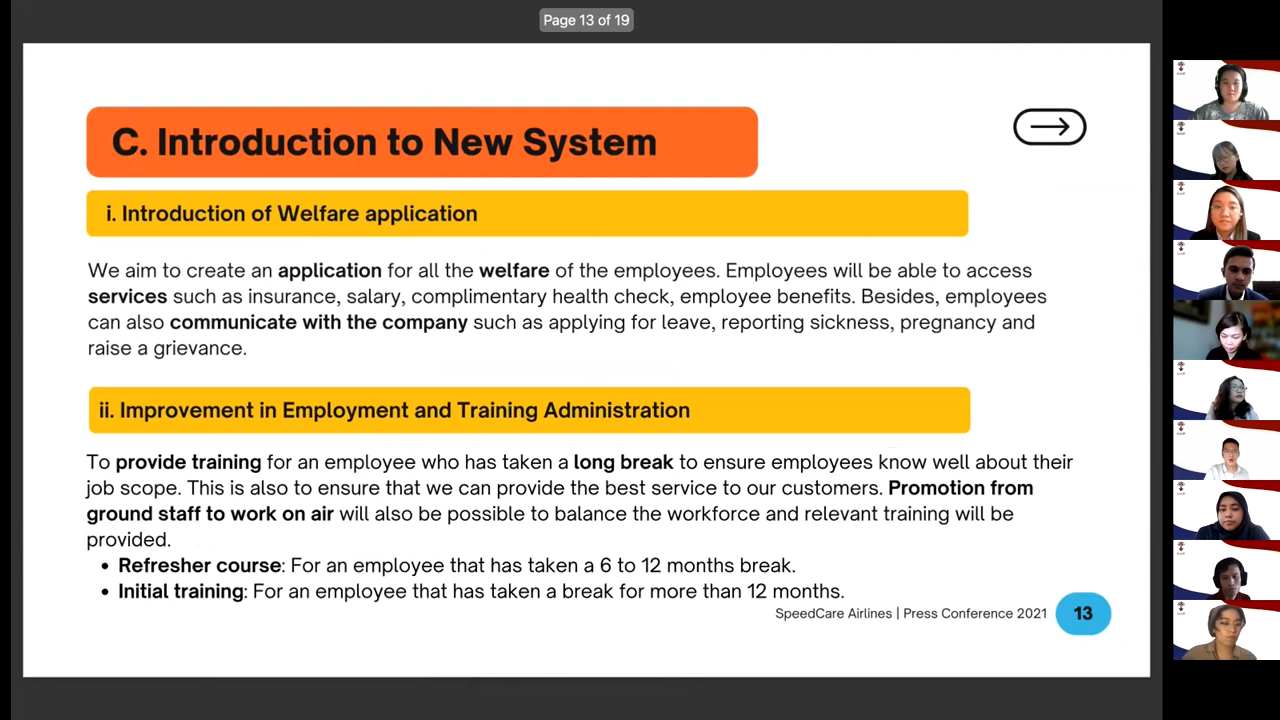 Page 13 of 19
C. Introduction to New System
i. Introduction of Welfare application
We aim to create an application for all the welfare of the employees. Employees will be able to access
services such as insurance, salary, complimentary health check, employee benefits. Besides, employees
can also communicate with the company such as applying for leave, reporting sickness, pregnancy and
raise a grievance.
ii. Improvement in Employment and Training Administration
To provide training for an employee who has taken a long break to ensure employees know well about their
job scope. This is also to ensure that we can provide the best service to our customers. Promotion from
ground staff to work on air will also be possible to balance the workforce and relevant training will be
provided.
• Refresher course: For an employee that has taken a 6 to 12 months break.
• Initial training: For an employee that has taken a break for more than 12 months.
SpeedCare Airlines | Press Conference 2021
13